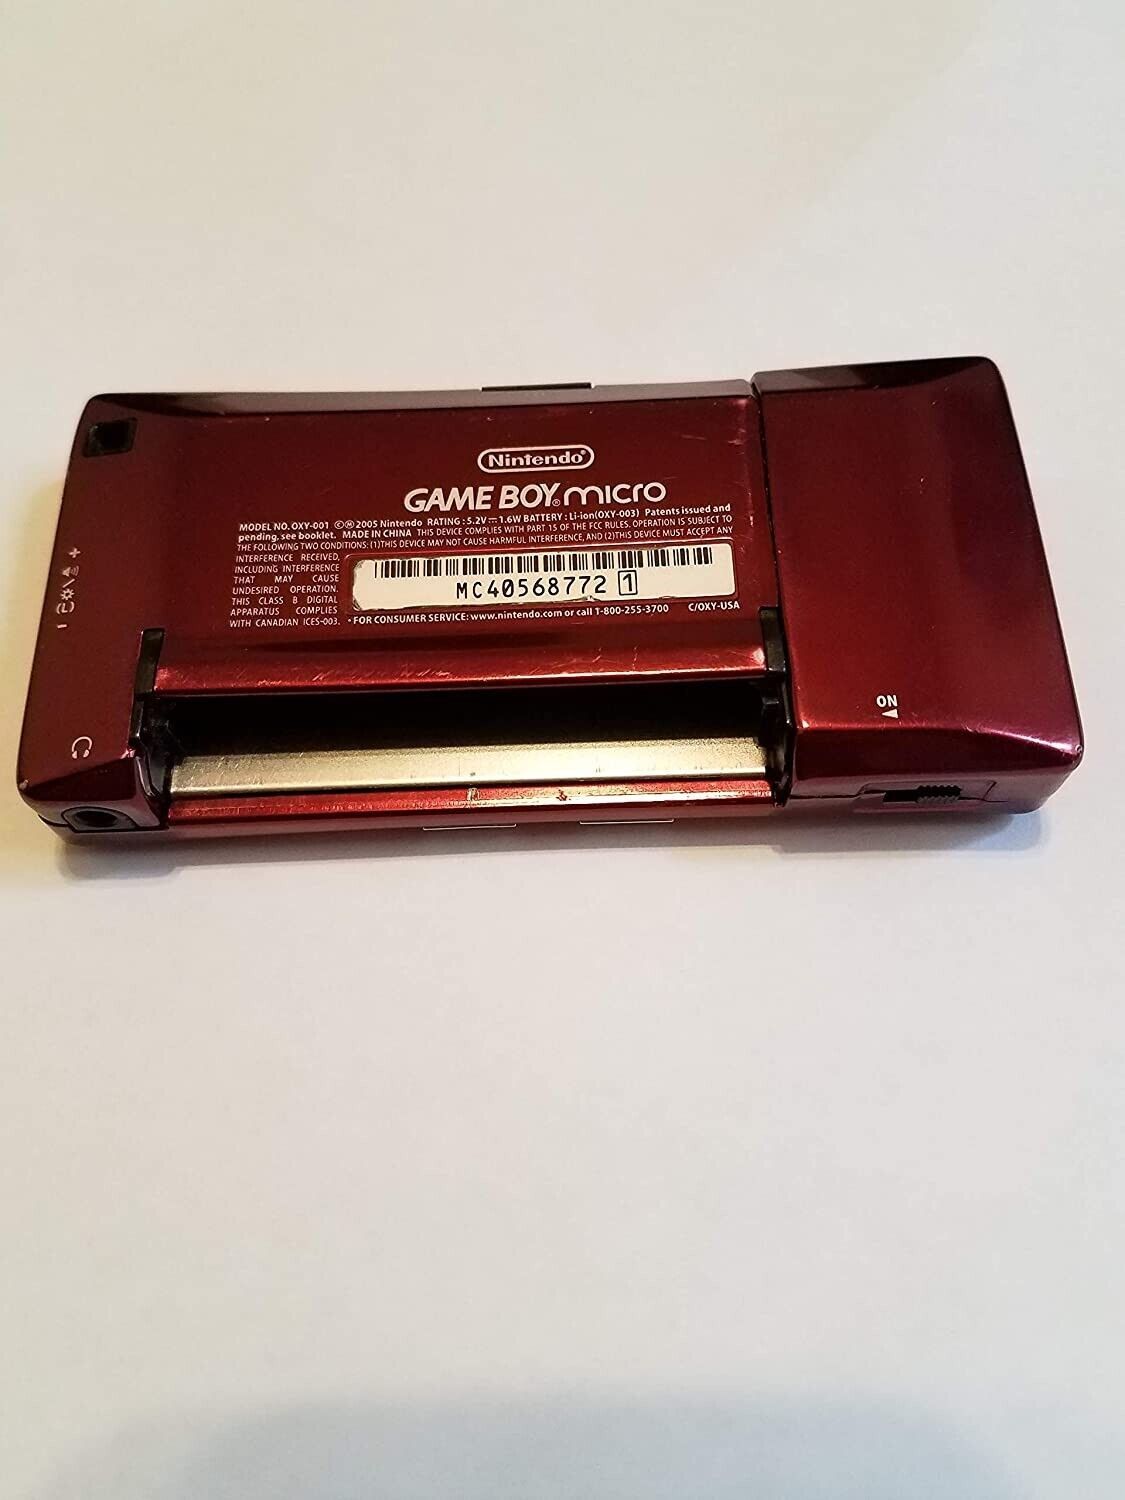 Nintendo®
GAME BOY® micro
MODEL NO. OXY-001 ©Ⓜ 2005 Nintendo RATING : 5.2V⎓1.6W BATTERY : Li-ion(OXY-003) Patents issued and
pending, see booklet. MADE IN CHINA THIS DEVICE COMPLIES WITH PART 15 OF THE FCC RULES. OPERATION IS SUBJECT TO
THE FOLLOWING TWO CONDITIONS: (1)THIS DEVICE MAY NOT CAUSE HARMFUL INTERFERENCE, AND (2)THIS DEVICE MUST ACCEPT ANY
INTERFERENCE RECEIVED,
INCLUDING INTERFERENCE
THAT MAY CAUSE
UNDESIRED OPERATION.
THIS CLASS B DIGITAL
APPARATUS COMPLIES
WITH CANADIAN ICES-003.
MC40568772 1
• FOR CONSUMER SERVICE: www.nintendo.com or call 1-800-255-3700 C/OXY-USA
ON